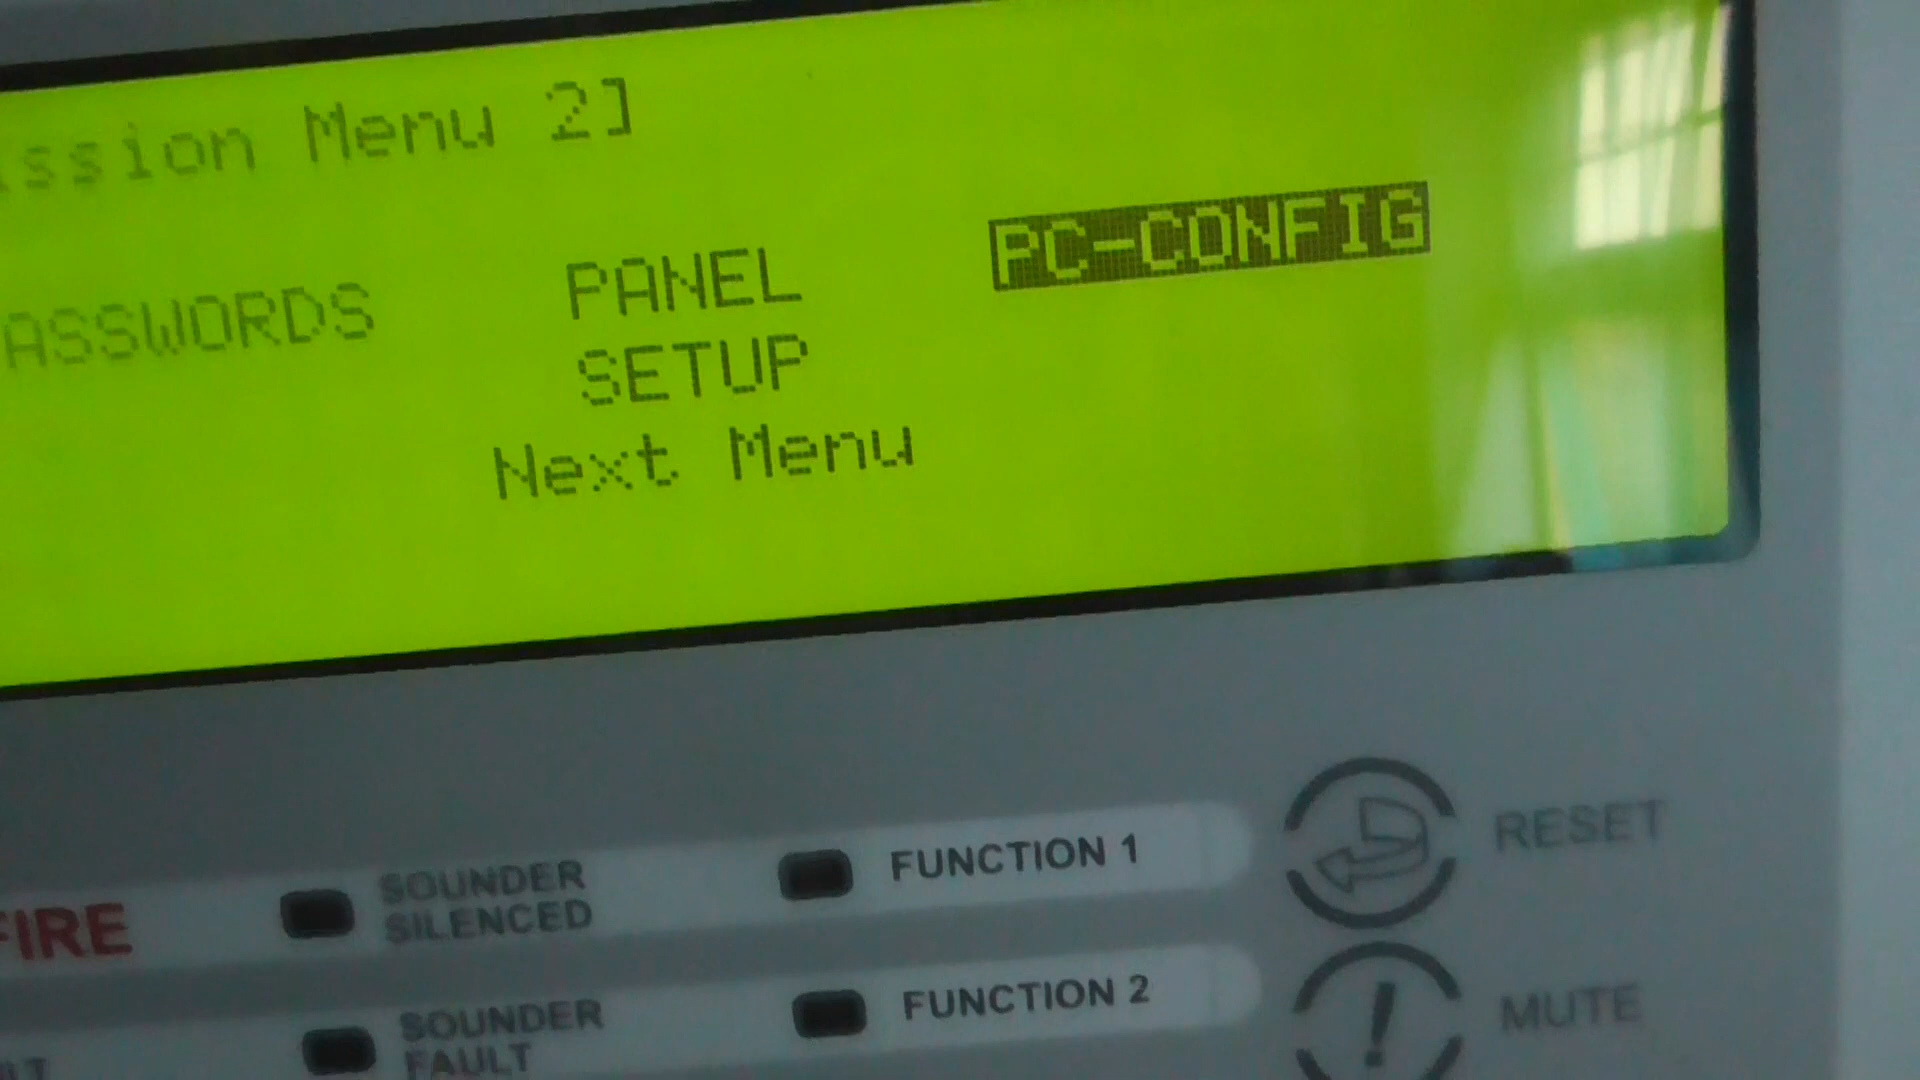 ission Menu 2]
ASSWORDS PANEL PC-CONFIG
SETUP
Next Menu
FIRE SOUNDER SILENCED FUNCTION 1 RESET
SOUNDER FAULT FUNCTION 2 MUTE